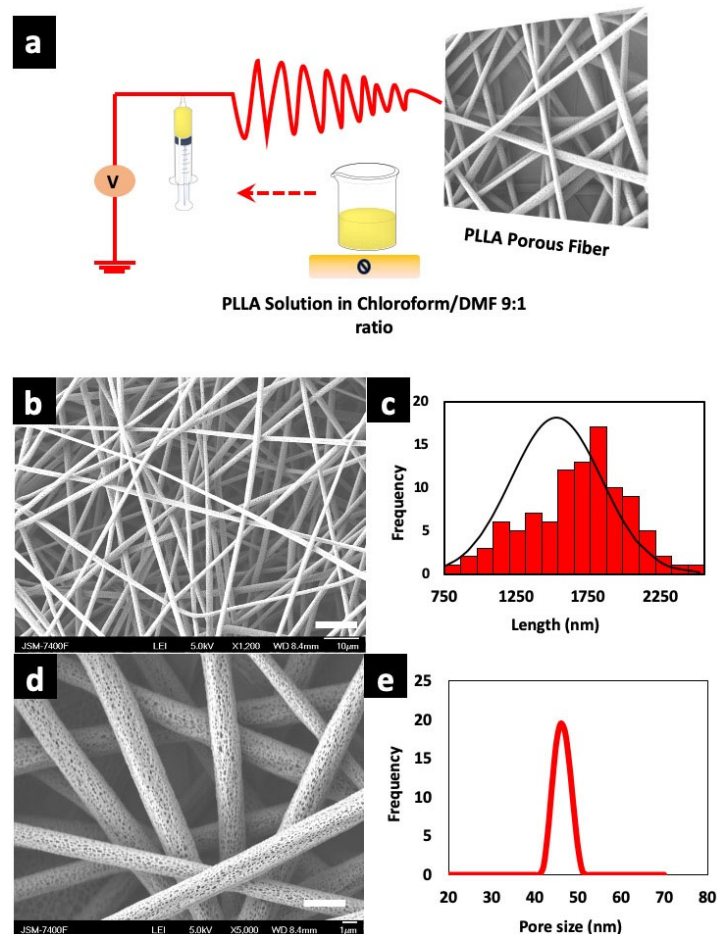 a
V
PLLA Porous Fiber
PLLA Solution in Chloroform/DMF 9:1
ratio
b
JSM-7400F LEI 5.0kV X1,200 WD 8.4mm 10µm
c
20
15
10
5
0
Frequency
750 1250 1750 2250
Length (nm)
d
JSM-7400F LEI 5.0kV X5,000 WD 8.4mm 1µm
e
25
20
15
10
5
0
Frequency
20 30 40 50 60 70 80
Pore size (nm)